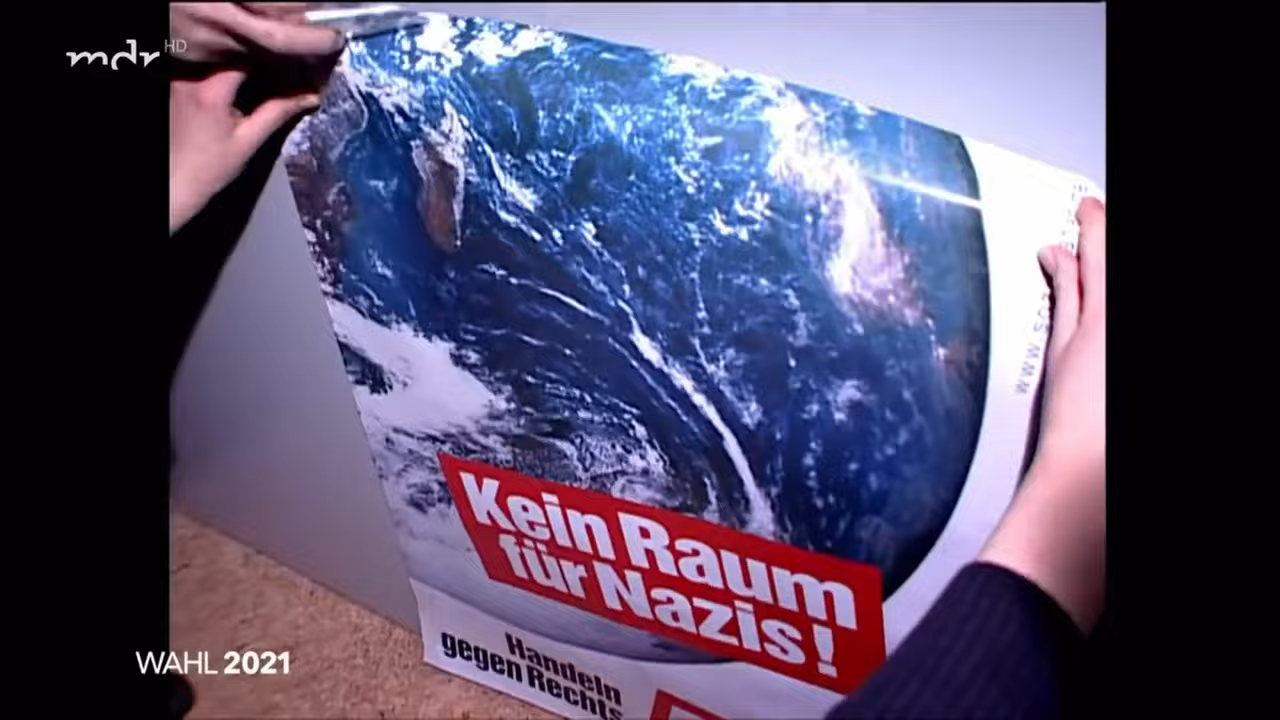 mdr HD
Kein Raum
für Nazis!
Handeln
gegen Rechts
WAHL 2021